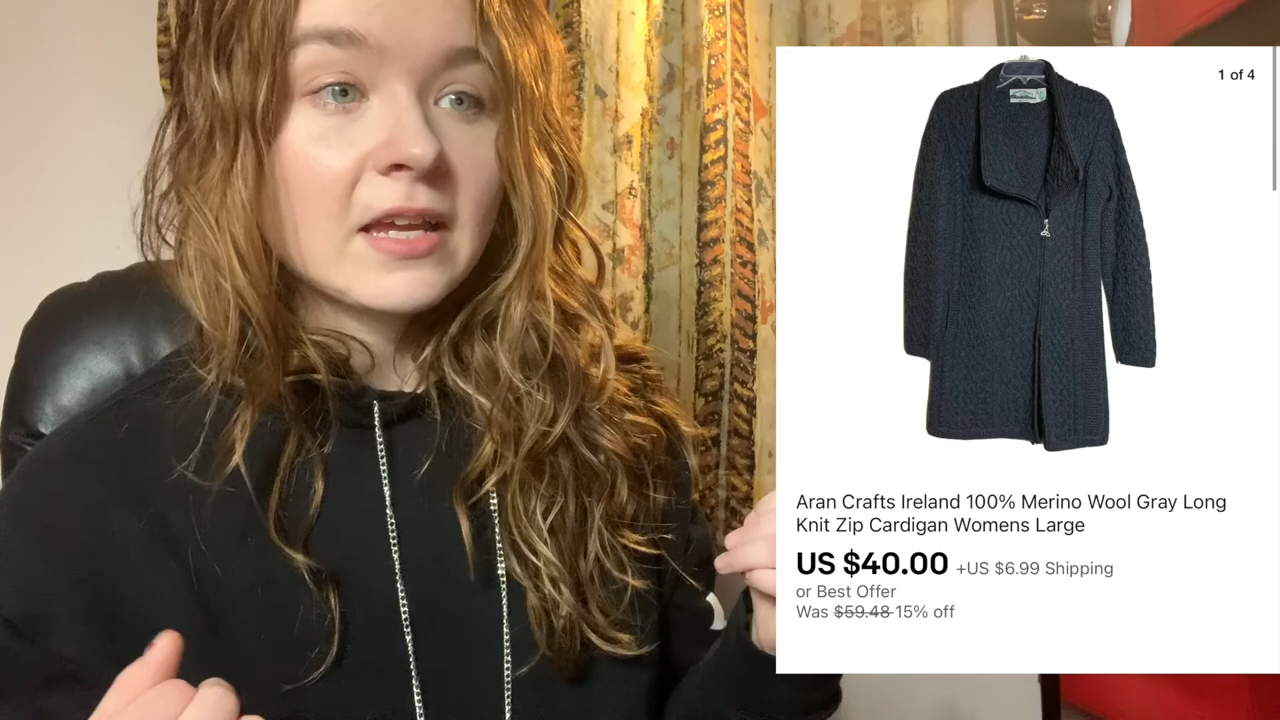 1 of 4
Aran Crafts Ireland 100% Merino Wool Gray Long
Knit Zip Cardigan Womens Large
US $40.00 +US $6.99 Shipping
or Best Offer
Was $59.48 15% off